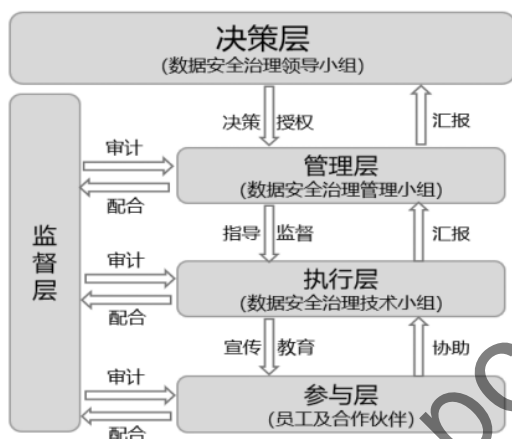 决策层
(数据安全治理领导小组)
决策 授权
汇报
审计
管理层
(数据安全治理管理小组)
配合
指导 监督
汇报
监督层
审计
执行层
(数据安全治理技术小组)
配合
宣传 教育
协助
审计
参与层
(员工及合作伙伴)
配合